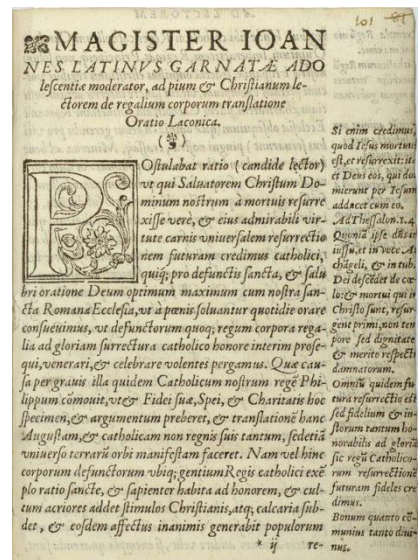 101 81
MAGISTER IOAN
NES LATINVS GARNATÆ ADO
lescentiæ moderator, ad pium & Christianum le-
ctorem de regalium corporum translatione
Oratio Laconica.
POstulabat ratio (candide lector)
vt qui Saluatorem Christum Do-
minum nostrum a mortuis resurre
xisse verè, & eius admirabili vir-
tute carnis vniuersalem resurrectio
nem futuram credimus catholici,
quiq; pro defunctis sancta, & salu
bri oratione Deum optimum maximum cum nostra san-
cta Romana Ecclesia, vt a pœnis soluantur quotidie orare
consueuimus, vt defunctorum quoq; regum corpora rega-
lia ad gloriam surrectura catholico honore interim prose-
qui, venerari, & celebrare volentes pergamus. Quæ cau-
sa per grauis illa quidem Catholicum nostrum regē Phi-
lippum cōmouit, vt & Fidei suæ, Spei, & Charitatis hoc
specimen, & argumentum preberet, & translationē hanc
Augustam, & catholicam non regnis suis tantum, sed etiā
vniuerso terrarū orbi manifestam faceret. Nam vel hinc
corporum defunctorum vbiq; gentium Regis catholici exē
plo ratio sanctè, & sapienter habita ad honorem, & cul-
tum acriores addet stimulos Christianis, atq; calcaria sub-
det, & eosdem affectus inanimis generabit populorum
* ij re-
Si enim credimus
quod Iesus mortuus
est, et resurrexit: ita
et Deus eos, qui dor
mierunt per Iesum
adducet cum eo.
Ad Thessalon. 1. 4
Quoniā ipse dñs in
iussu, et in voce A
chāgeli, & in tub.
Dei descēdet de cæ
lo: & mortui qui in
Christo sunt, resur-
gent primi, non tem
pore sed dignitate
& merito respectu
damnatorum.
Omniū quidem fu
tura resurrectio est
sed fidelium & in-
storum tantum ho-
norabilis ad gloriā
sic regū Catholico-
rum resurrectionē
futuram fideles cre
dimus.
Bonum quanto cō-
munius tanto diui-
nus.